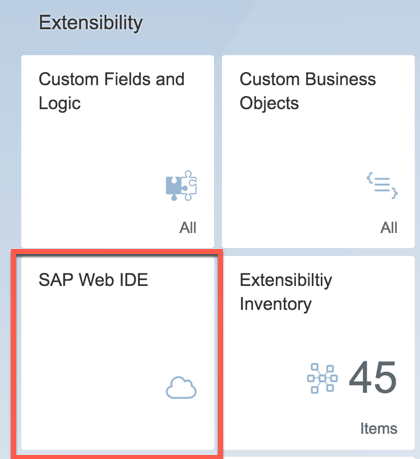 Extensibility
Custom Fields and
Logic
All
Custom Business
Objects
All
SAP Web IDE
Extensibiltiy
Inventory
45
Items